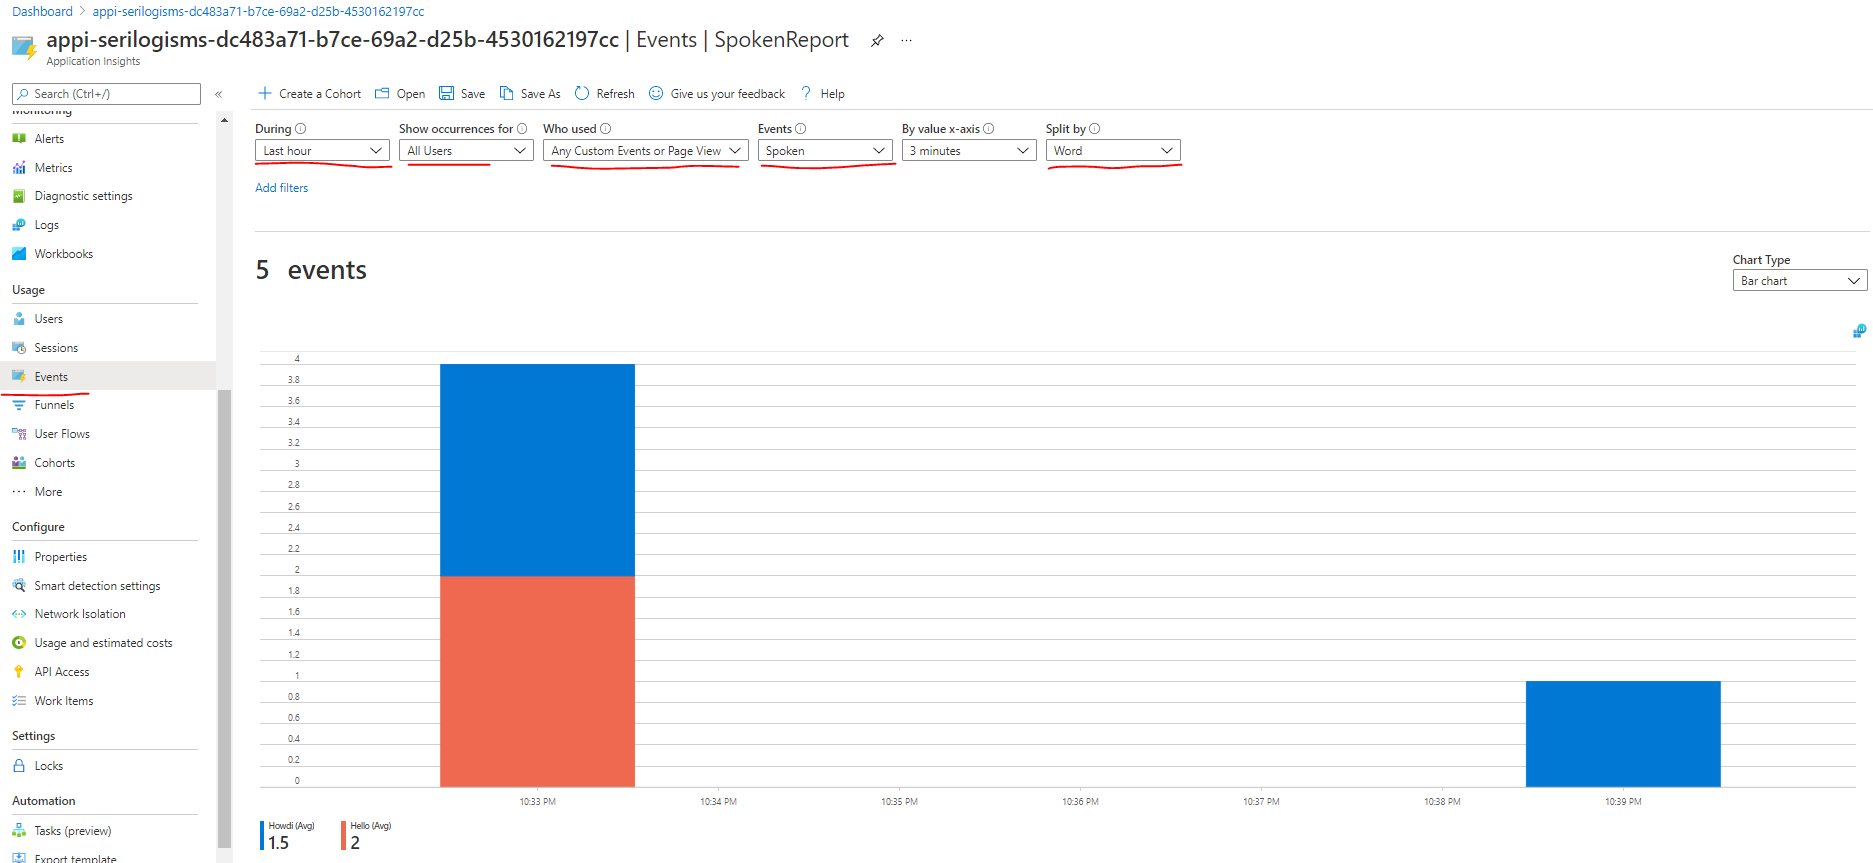 Dashboard > appi-serilogisms-dc483a71-b7ce-69a2-d25b-4530162197cc
appi-serilogisms-dc483a71-b7ce-69a2-d25b-4530162197cc | Events | SpokenReport ...
Application Insights
Search (Ctrl+/) «
Monitoring
Alerts
Metrics
Diagnostic settings
Logs
Workbooks
Usage
Users
Sessions
Events
Funnels
User Flows
Cohorts
... More
Configure
Properties
Smart detection settings
Network Isolation
Usage and estimated costs
API Access
Work Items
Settings
Locks
Automation
Tasks (preview)
Export template
+ Create a Cohort Open Save Save As Refresh Give us your feedback ? Help
During Show occurrences for Who used Events By value x-axis Split by
Last hour All Users Any Custom Events or Page View Spoken 3 minutes Word
Add filters
5 events
Chart Type
Bar chart
4
3.8
3.6
3.4
3.2
3
2.8
2.6
2.4
2.2
2
1.8
1.6
1.4
1.2
1
0.8
0.6
0.4
0.2
0
10:33 PM 10:34 PM 10:35 PM 10:36 PM 10:37 PM 10:38 PM 10:39 PM
Howdi (Avg) Hello (Avg)
1.5 2